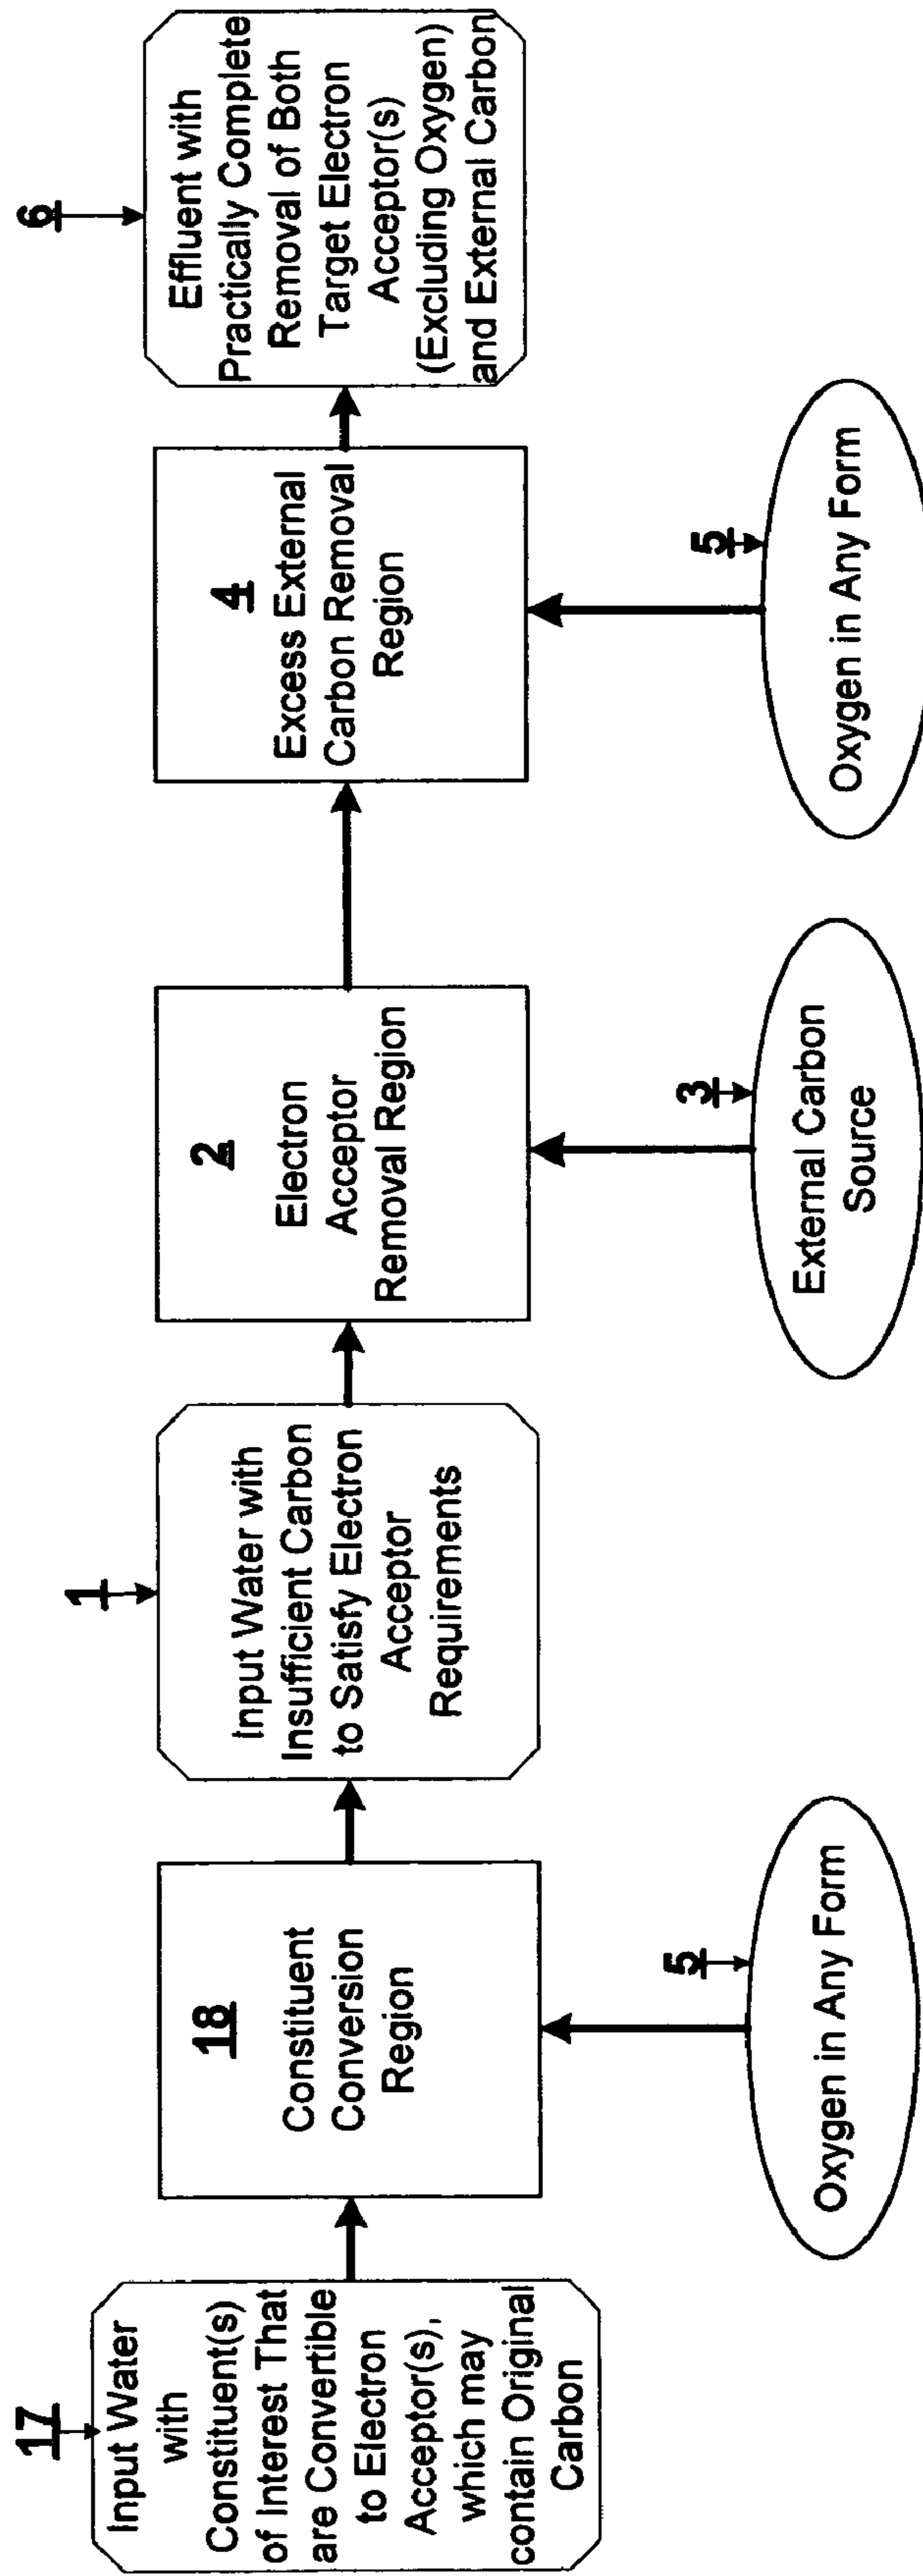 17
Input Water
with
Constituent(s)
of Interest That
are Convertible
to Electron
Acceptor(s),
which may
contain Original
Carbon
18
Constituent
Conversion
Region
5
Oxygen in Any Form
1
Input Water with
Insufficient Carbon
to Satisfy Electron
Acceptor
Requirements
2
Electron
Acceptor
Removal Region
3
External Carbon
Source
4
Excess External
Carbon Removal
Region
5
Oxygen in Any Form
6
Effluent with
Practically Complete
Removal of Both
Target Electron
Acceptor(s)
(Excluding Oxygen)
and External Carbon